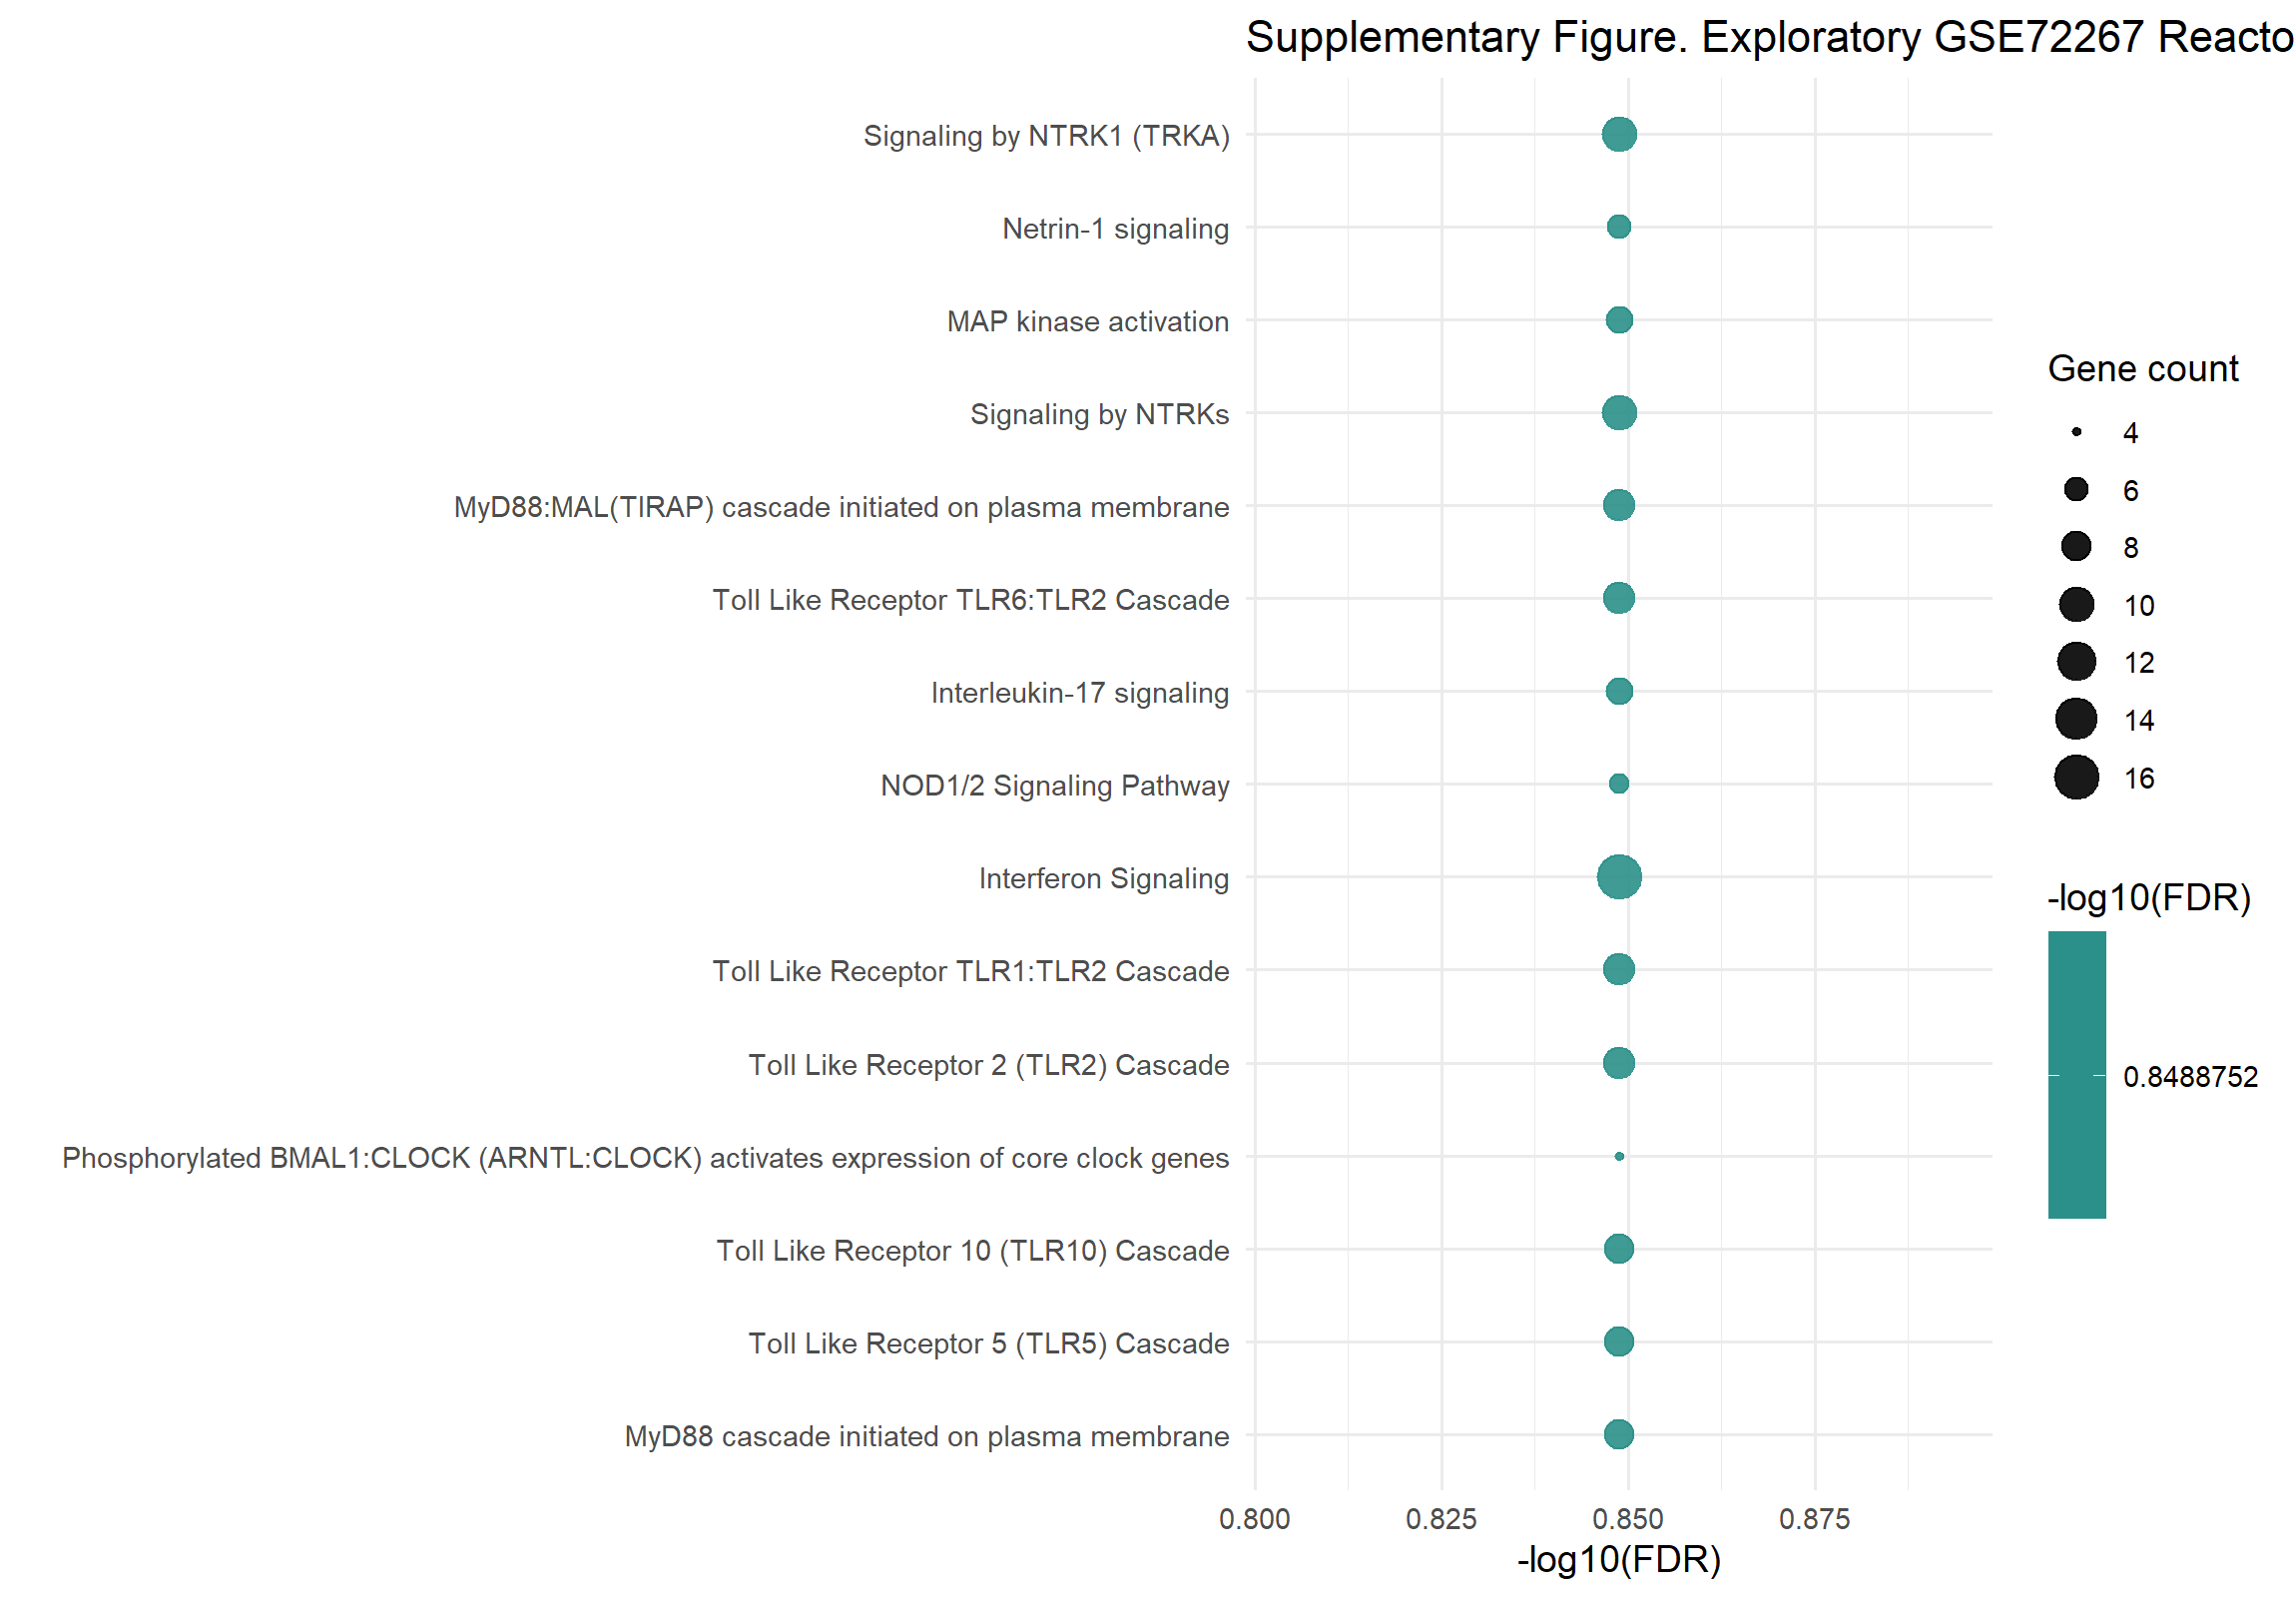 Supplementary Figure. Exploratory GSE72267 Reacto
Signaling by NTRK1 (TRKA)
Netrin-1 signaling
MAP kinase activation
Signaling by NTRKs
MyD88:MAL(TIRAP) cascade initiated on plasma membrane
Toll Like Receptor TLR6:TLR2 Cascade
Interleukin-17 signaling
NOD1/2 Signaling Pathway
Interferon Signaling
Toll Like Receptor TLR1:TLR2 Cascade
Toll Like Receptor 2 (TLR2) Cascade
Phosphorylated BMAL1:CLOCK (ARNTL:CLOCK) activates expression of core clock genes
Toll Like Receptor 10 (TLR10) Cascade
Toll Like Receptor 5 (TLR5) Cascade
MyD88 cascade initiated on plasma membrane
0.800 0.825 0.850 0.875
-log10(FDR)
Gene count
4
6
8
10
12
14
16
-log10(FDR)
0.8488752